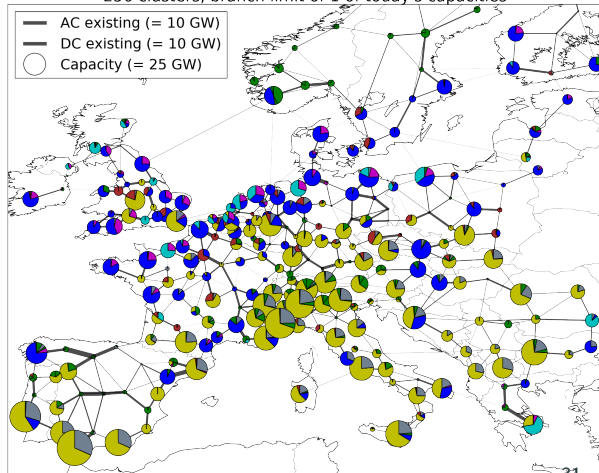 256 clusters, branch limit of 1 of today's capacities
AC existing (= 10 GW)
DC existing (= 10 GW)
Capacity (= 25 GW)
21